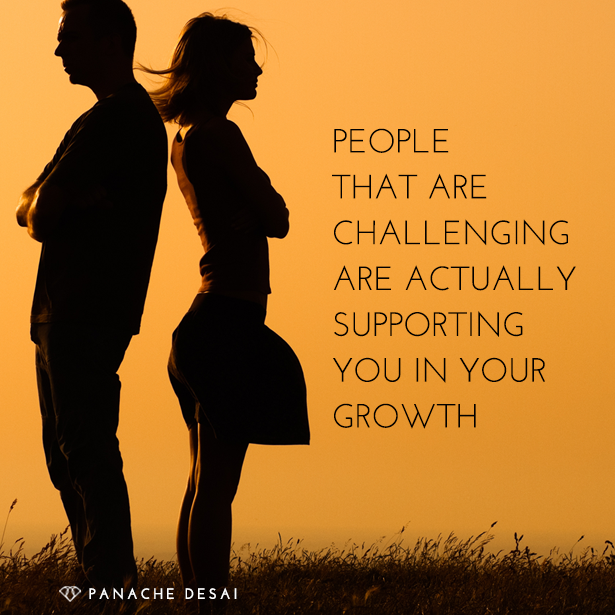 PEOPLE
THAT ARE
CHALLENGING
ARE ACTUALLY
SUPPORTING
YOU IN YOUR
GROWTH
PANACHE DESAI